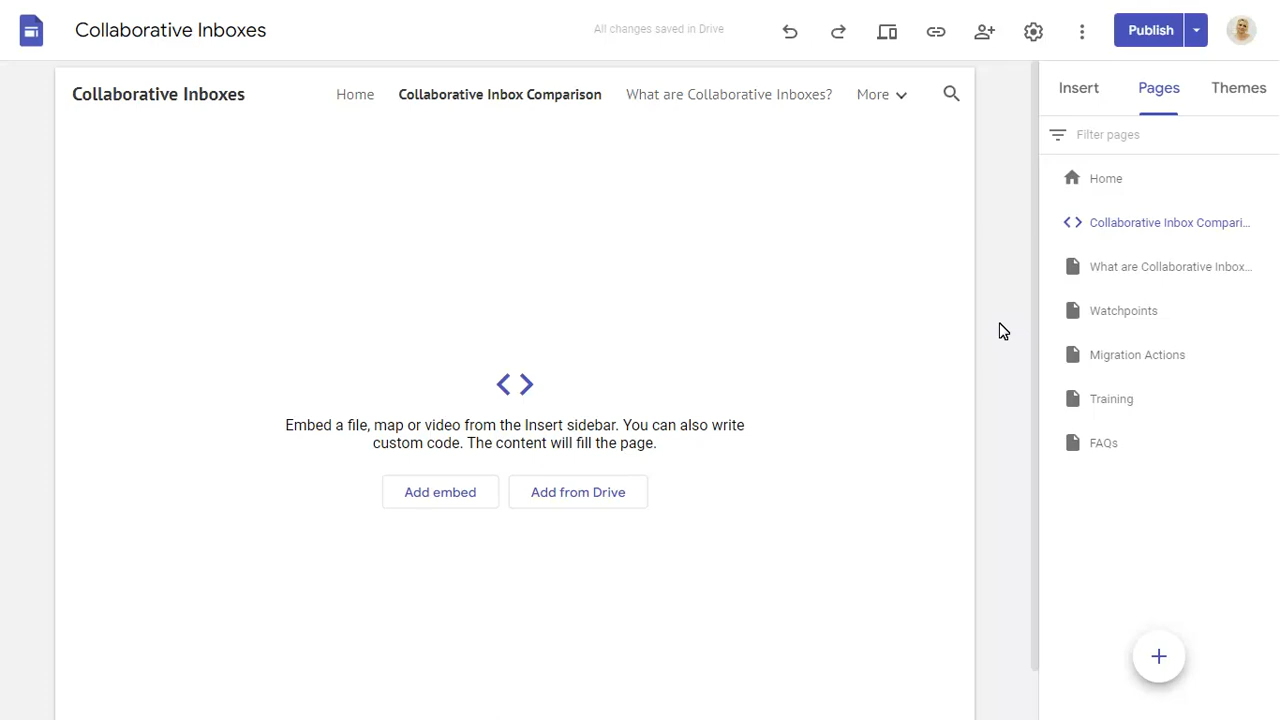 Collaborative Inboxes
All changes saved in Drive
Publish
Collaborative Inboxes
Home
Collaborative Inbox Comparison
What are Collaborative Inboxes?
More
Embed a file, map or video from the Insert sidebar. You can also write
custom code. The content will fill the page.
Add embed
Add from Drive
Insert
Pages
Themes
Filter pages
Home
Collaborative Inbox Compari...
What are Collaborative Inbox...
Watchpoints
Migration Actions
Training
FAQs